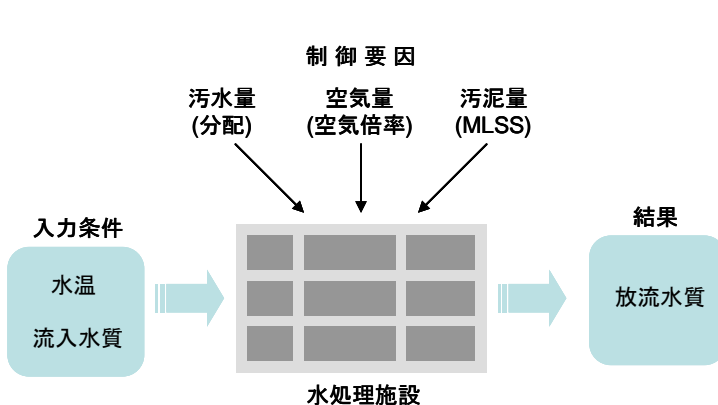 制御要因
汚水量
(分配)
空気量
(空気倍率)
汚泥量
(MLSS)
入力条件
水温
流入水質
結果
放流水質
水処理施設